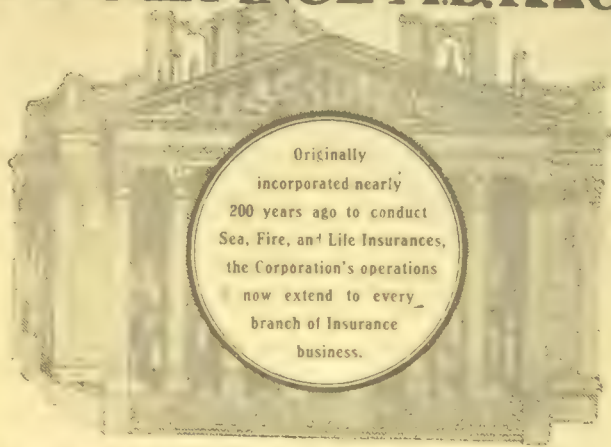 Originally
incorporated nearly
200 years ago to conduct
Sea, Fire, and Life Insurances,
the Corporation's operations
now extend to every
branch of Insurance
business.